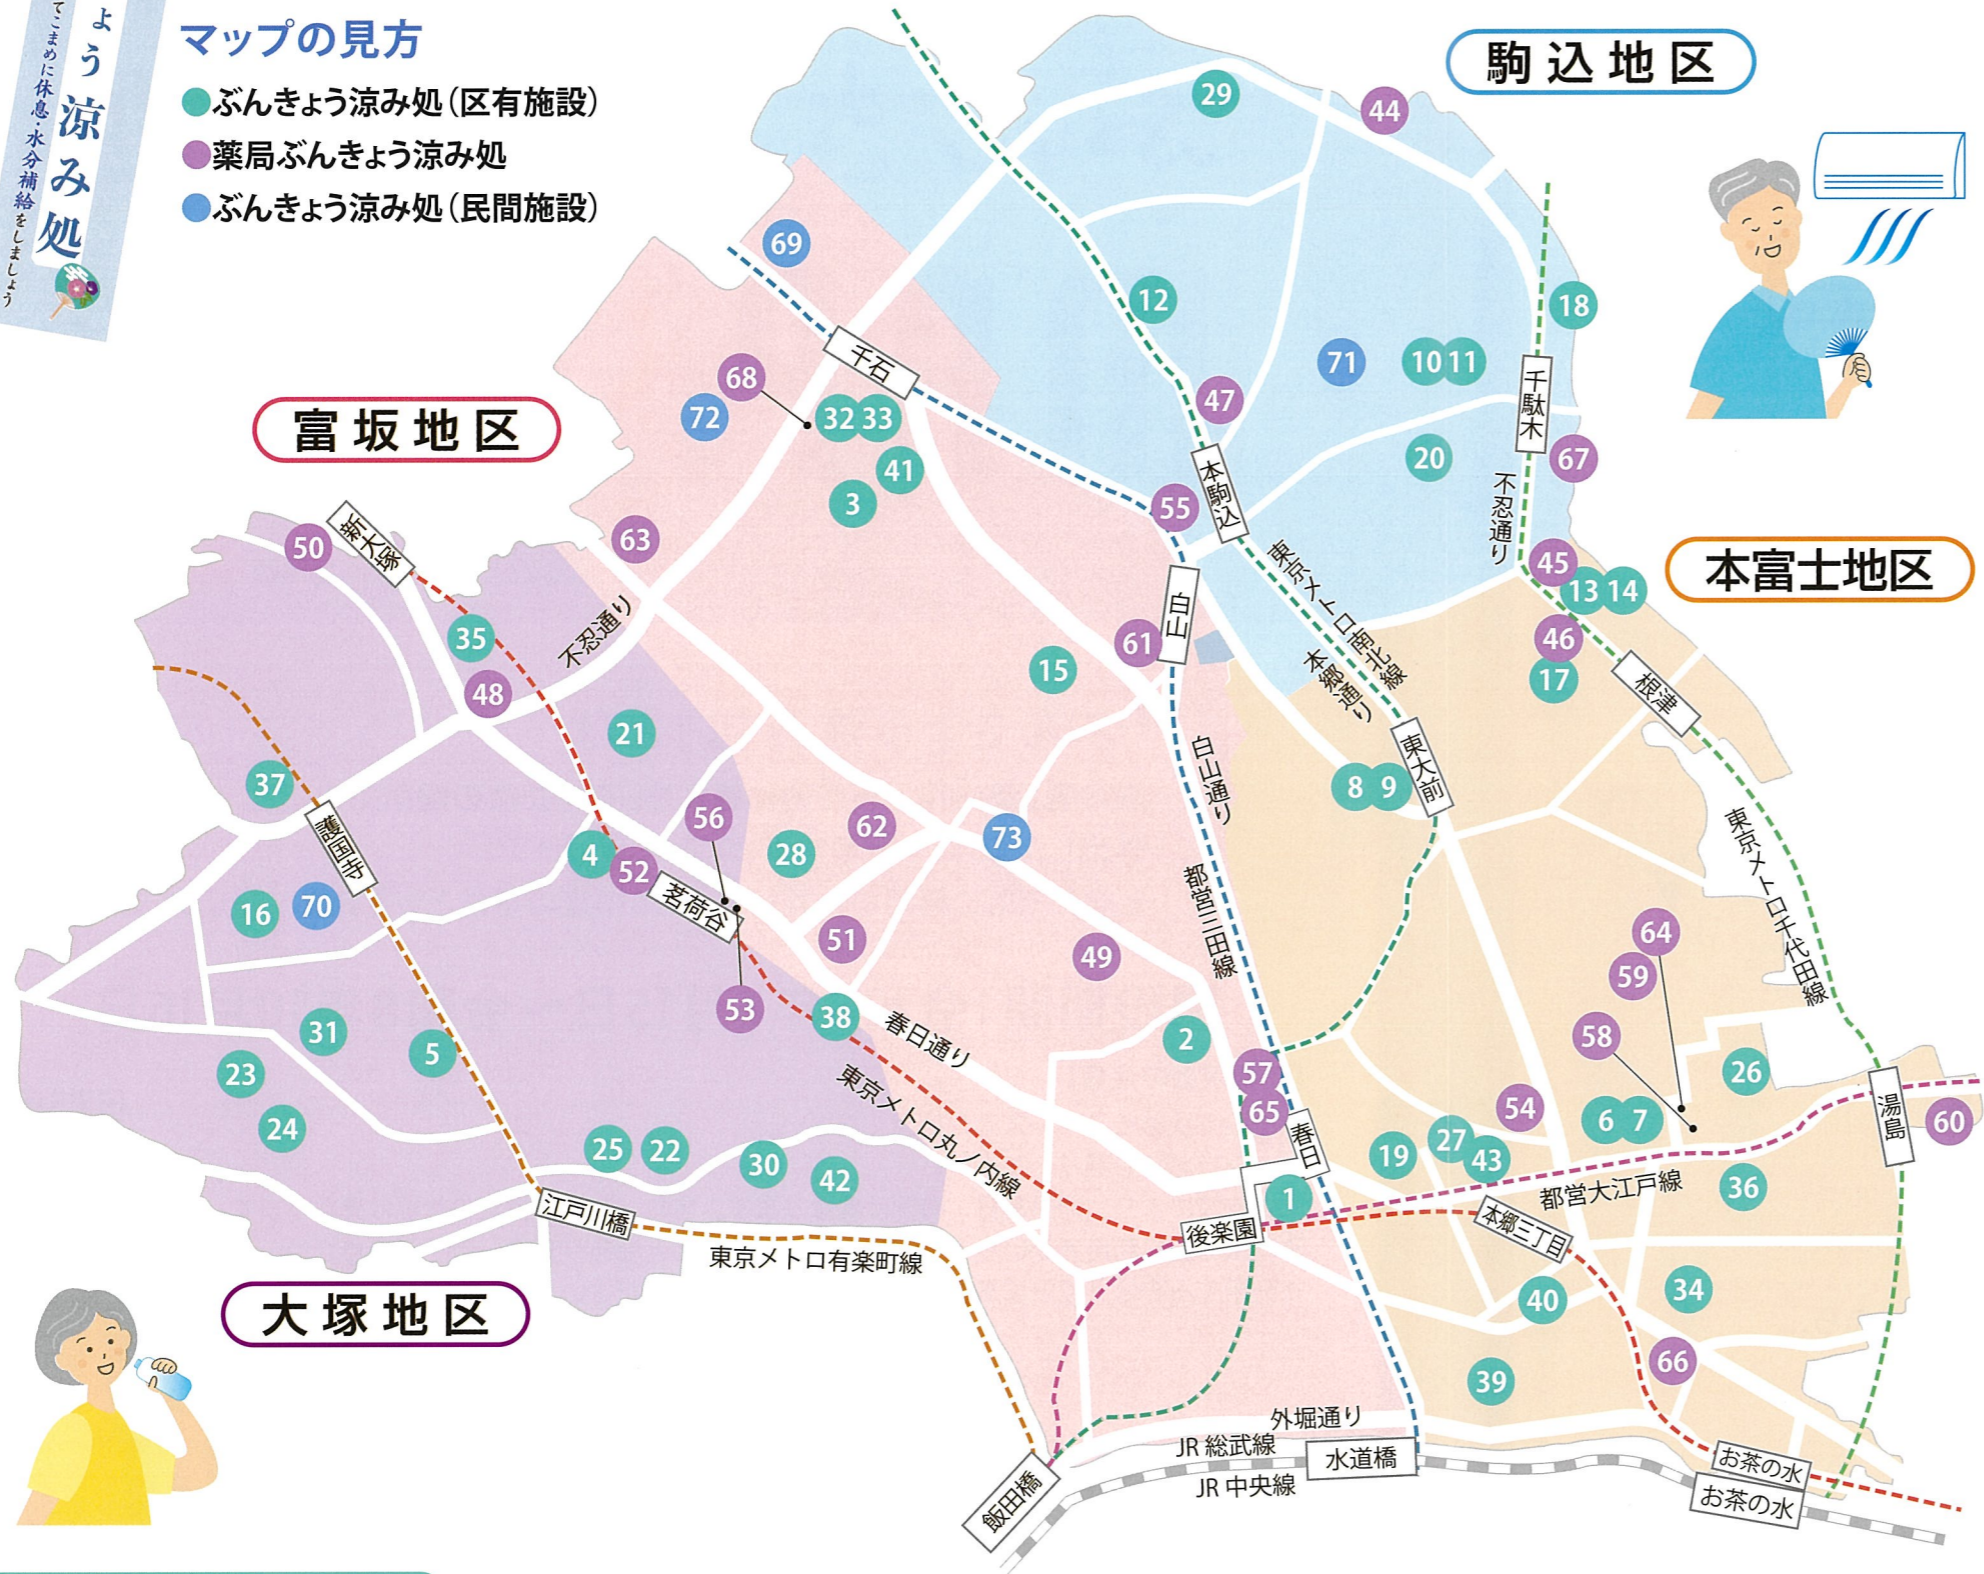 ょう涼み処
てこまめに休息・水分補給をしましょう
マップの見方
ぶんきょう涼み処（区有施設）
薬局ぶんきょう涼み処
ぶんきょう涼み処（民間施設）
駒込地区
富坂地区
本富士地区
大塚地区
29
44
69
12
18
71
10
11
47
68
72
32
33
41
3
20
67
55
63
50
45
13
14
46
17
35
48
61
15
21
37
8
9
56
62
28
73
4
52
16
70
51
49
64
59
53
38
2
58
31
5
23
24
57
65
26
54
6
7
60
25
22
30
42
19
27
43
36
1
40
34
66
39
千石
千駄木
本駒込
不忍通り
新大塚
白山
東京メトロ南北線
本郷通り
不忍通り
根津
東大前
白山通り
護国寺
茗荷谷
都営三田線
東京メトロ千代田線
春日通り
東京メトロ丸ノ内線
春日
湯島
都営大江戸線
江戸川橋
後楽園
本郷三丁目
東京メトロ有楽町線
外堀通り
JR 総武線
水道橋
JR 中央線
飯田橋
お茶の水
お茶の水